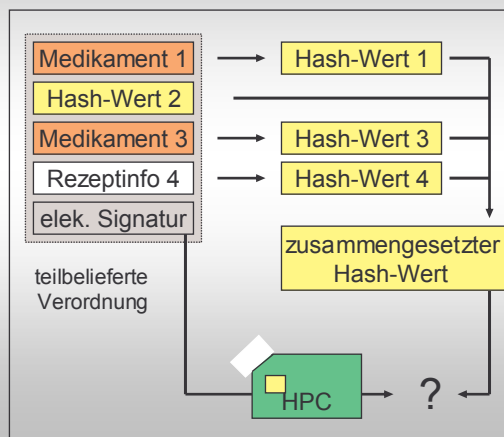 Medikament 1
Hash-Wert 1
Hash-Wert 2
Medikament 3
Hash-Wert 3
Rezeptinfo 4
Hash-Wert 4
elek. Signatur
zusammengesetzter
Hash-Wert
teilbelieferte
Verordnung
HPC
?